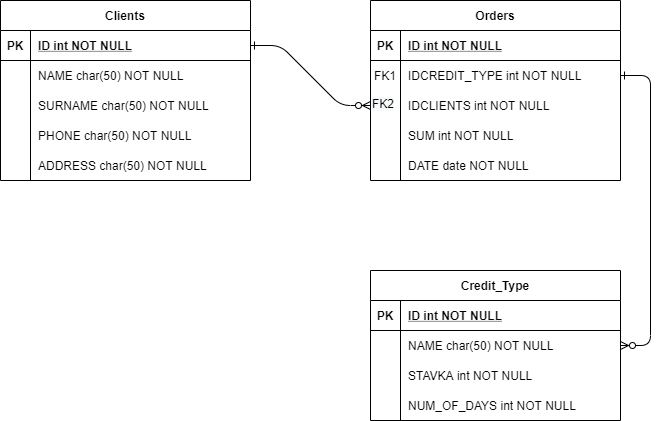 Clients
PK ID int NOT NULL
NAME char(50) NOT NULL
SURNAME char(50) NOT NULL
PHONE char(50) NOT NULL
ADDRESS char(50) NOT NULL
Orders
PK ID int NOT NULL
FK1 IDCREDIT_TYPE int NOT NULL
FK2 IDCLIENTS int NOT NULL
SUM int NOT NULL
DATE date NOT NULL
Credit_Type
PK ID int NOT NULL
NAME char(50) NOT NULL
STAVKA int NOT NULL
NUM_OF_DAYS int NOT NULL